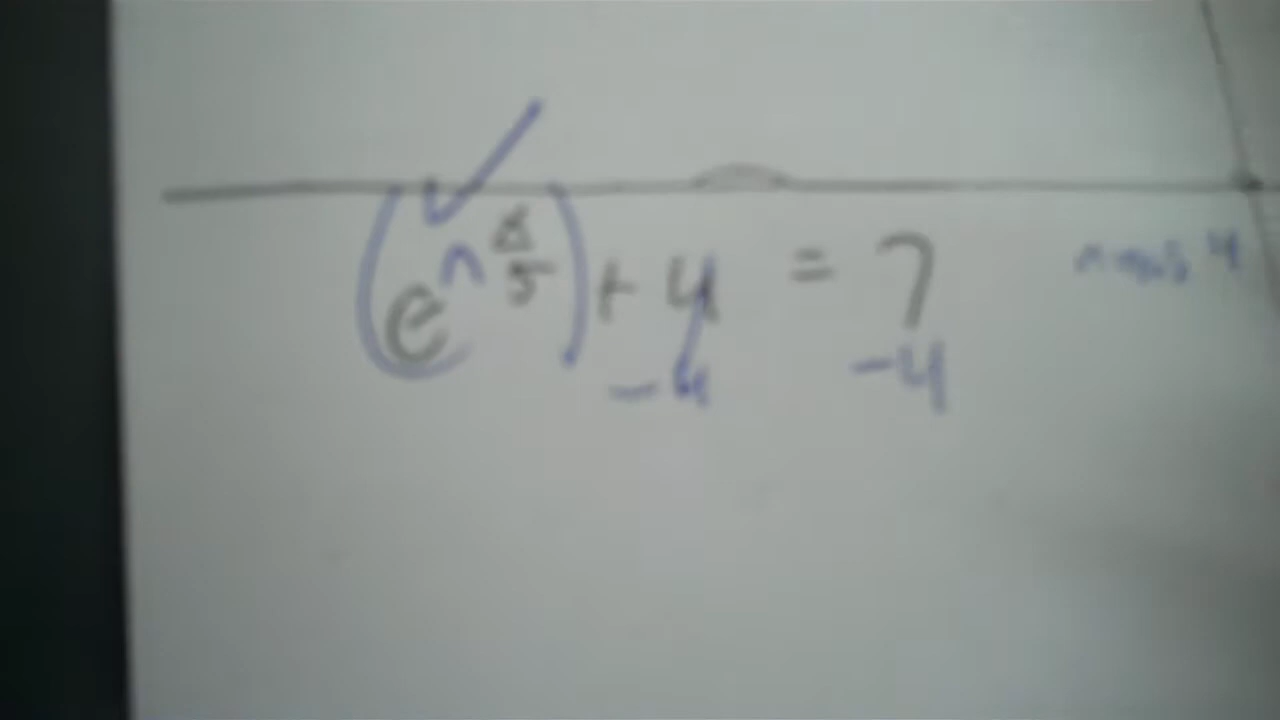 (e^ x/5) + 4 = 7
-4 -4